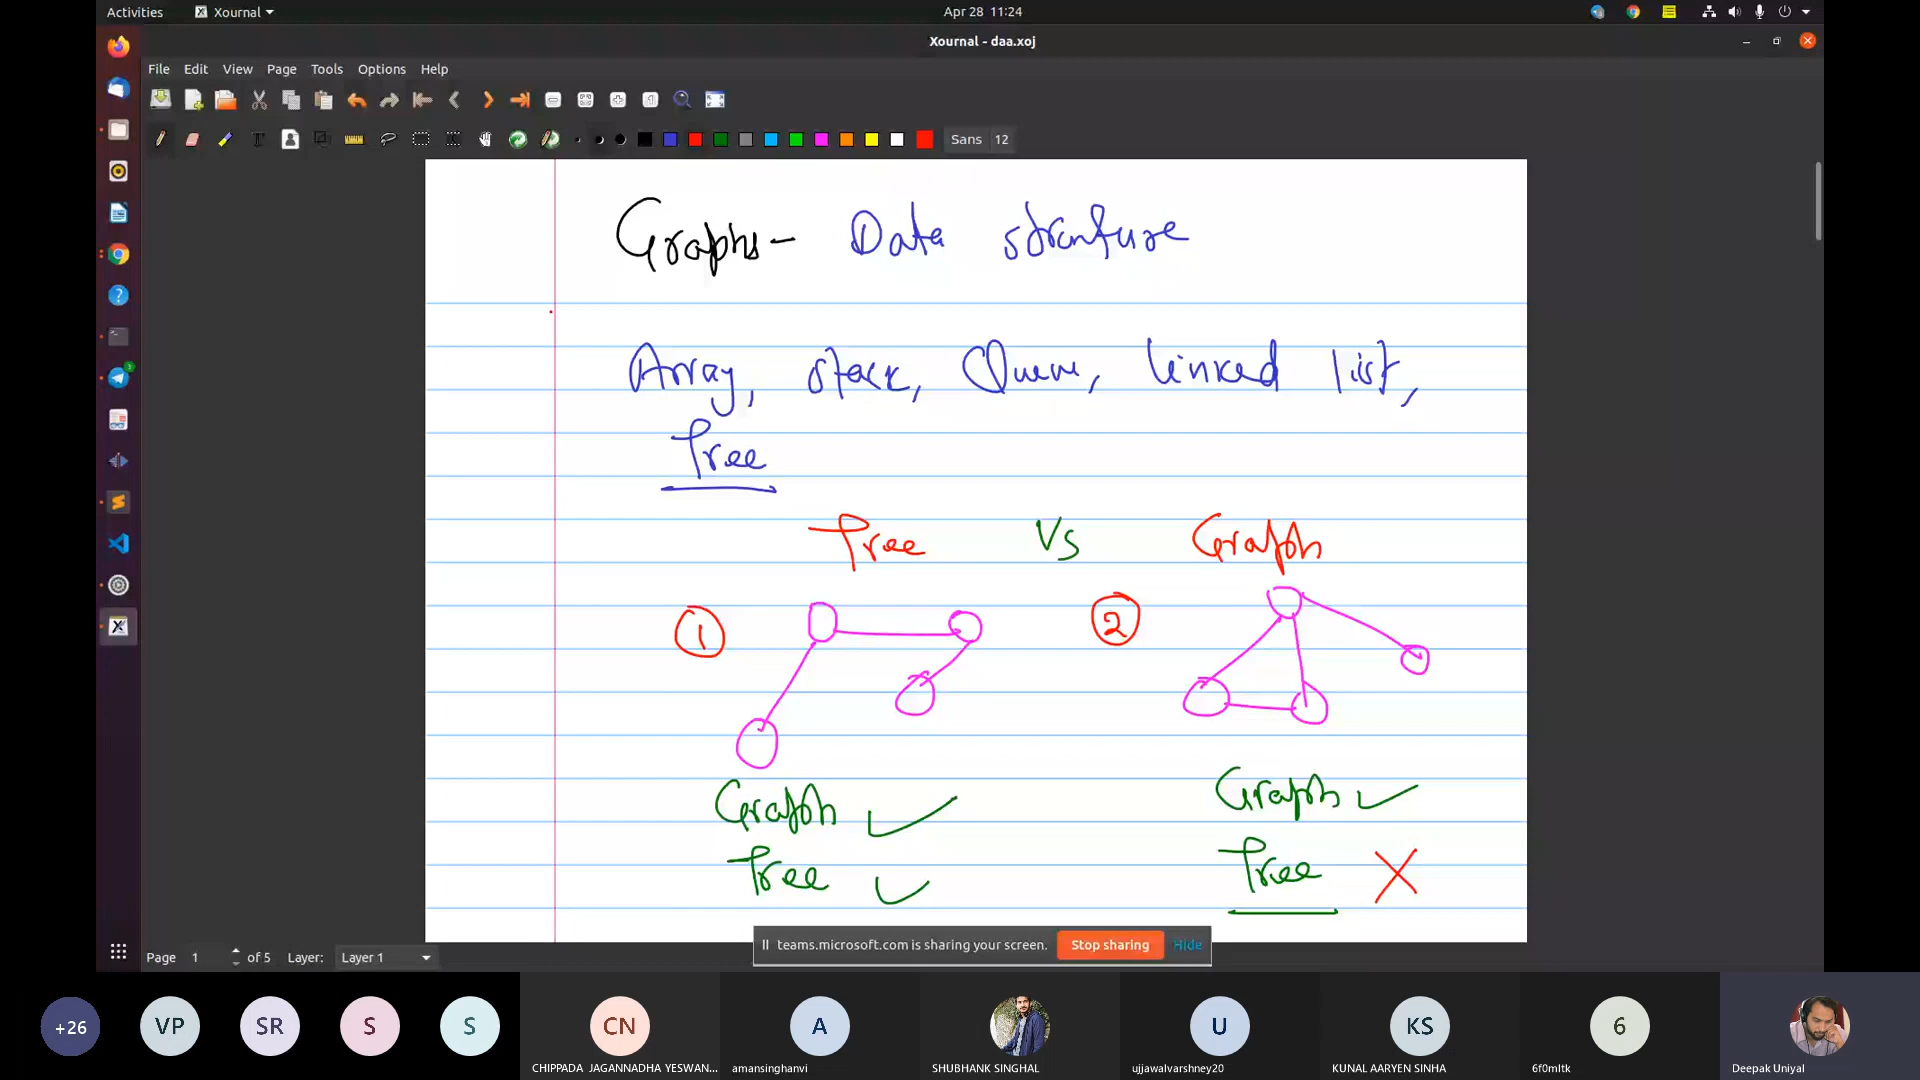 Activities Xournal Apr 28 11:24
Xournal - daa.xoj
File Edit View Page Tools Options Help
Sans 12
Graphs - Data structure
Array, stack, Queue, linked list,
Tree
Tree Vs Graph
1 2
Graph ✓ Graph ✓
Tree ✓ Tree X
teams.microsoft.com is sharing your screen. Stop sharing Hide
Page 1 of 5 Layer: Layer 1
+26 VP SR S S CN A U KS 6
CHIPPADA JAGANNADHA YESWAN... amansinghanvi SHUBHANK SINGHAL ujjawalvarshney20 KUNAL AARYEN SINHA 6f0mltk Deepak Uniyal